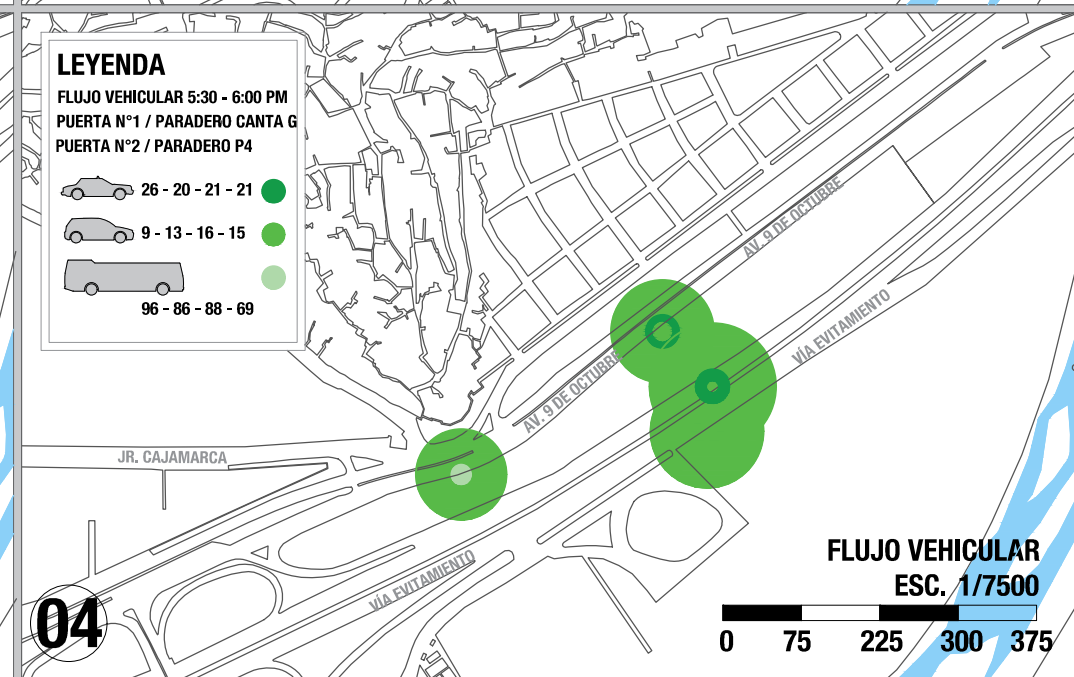 LEYENDA
FLUJO VEHICULAR 5:30 - 6:00 PM
PUERTA N°1 / PARADERO CANTA G
PUERTA N°2 / PARADERO P4
26 - 20 - 21 - 21
9 - 13 - 16 - 15
96 - 86 - 88 - 69
AV. 9 DE OCTUBRE
VÍA EVITAMIENTO
AV. 9 DE OCTUBRE
JR. CAJAMARCA
VÍA EVITAMIENTO
FLUJO VEHICULAR
ESC. 1/7500
0 75 225 300 375
04